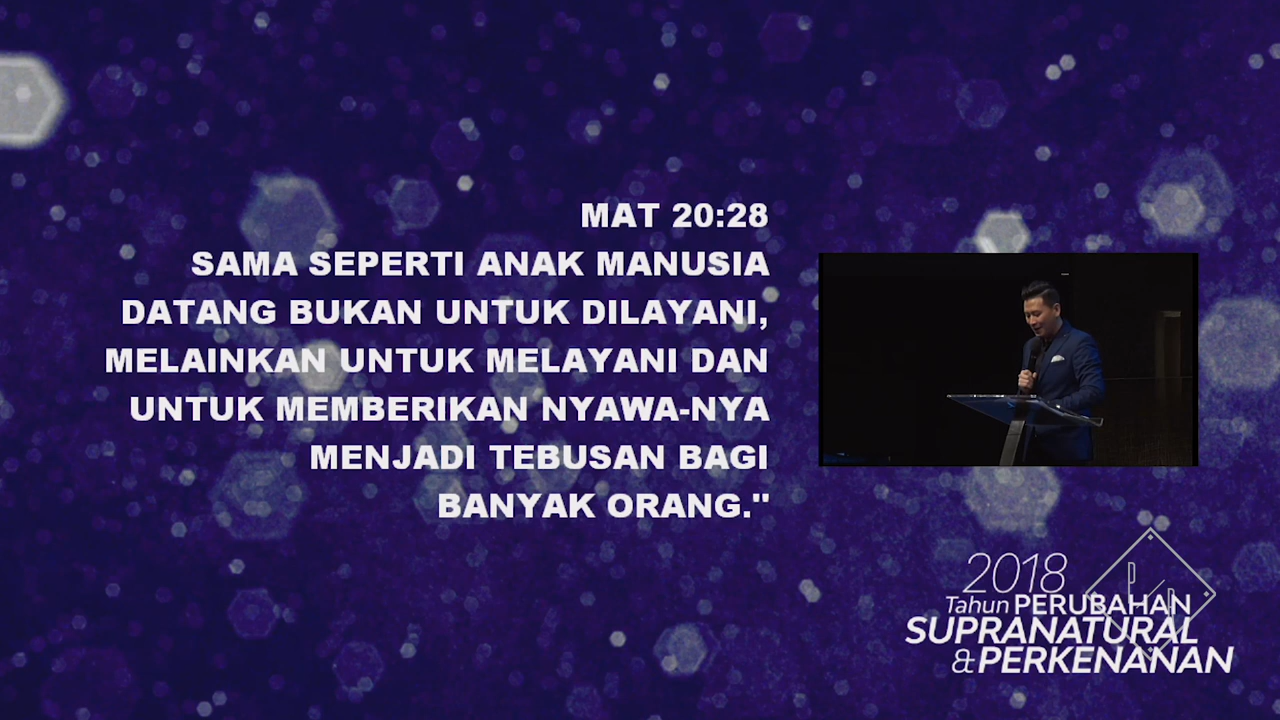 MAT 20:28
SAMA SEPERTI ANAK MANUSIA
DATANG BUKAN UNTUK DILAYANI,
MELAINKAN UNTUK MELAYANI DAN
UNTUK MEMBERIKAN NYAWA-NYA
MENJADI TEBUSAN BAGI
BANYAK ORANG."
2018
Tahun PERUBAHAN
SUPRANATURAL
& PERKENANAN